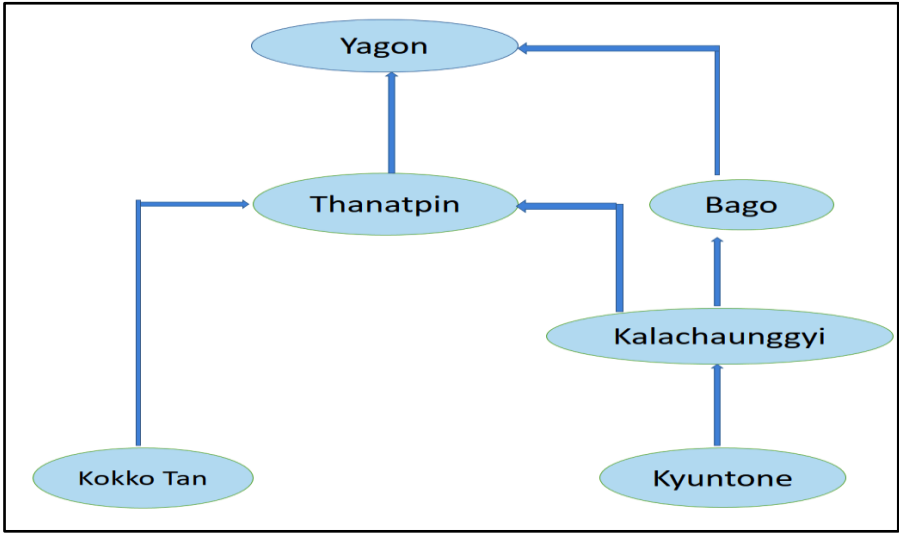 Yagon
Thanatpin
Bago
Kalachaunggyi
Kokko Tan
Kyuntone